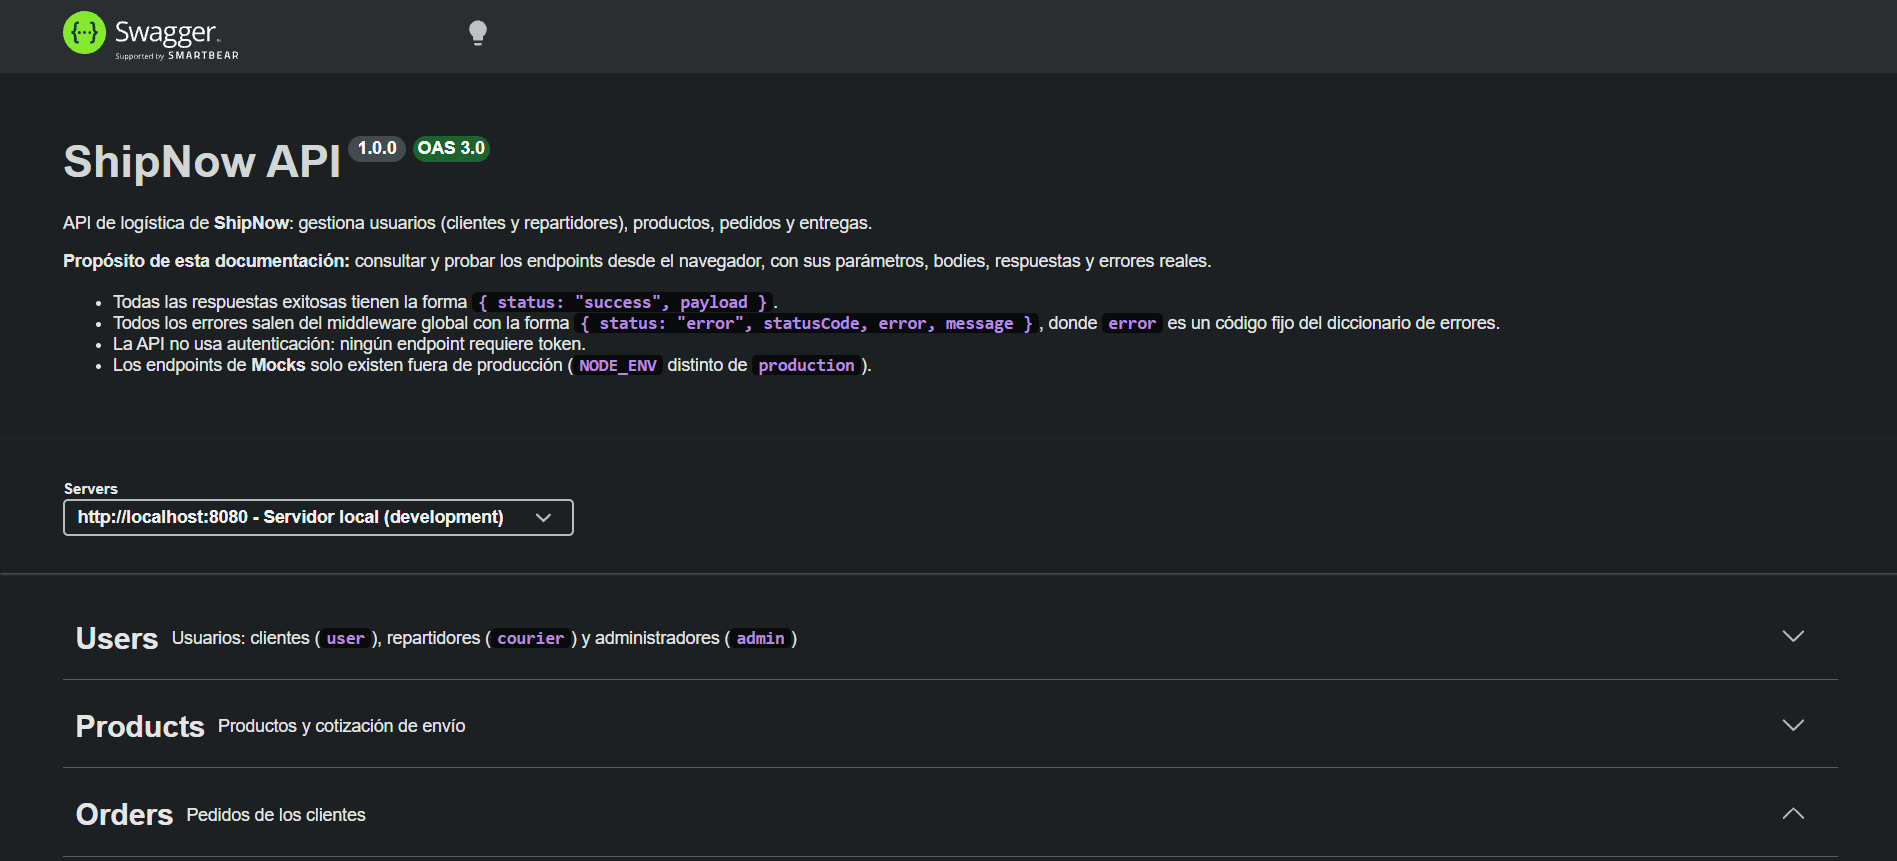 Swagger
Supported by SMARTBEAR
ShipNow API 1.0.0 OAS 3.0
API de logística de ShipNow: gestiona usuarios (clientes y repartidores), productos, pedidos y entregas.
Propósito de esta documentación: consultar y probar los endpoints desde el navegador, con sus parámetros, bodies, respuestas y errores reales.
• Todas las respuestas exitosas tienen la forma { status: "success", payload } .
• Todos los errores salen del middleware global con la forma { status: "error", statusCode, error, message } , donde error es un código fijo del diccionario de errores.
• La API no usa autenticación: ningún endpoint requiere token.
• Los endpoints de Mocks solo existen fuera de producción ( NODE_ENV distinto de production ).
Servers
http://localhost:8080 - Servidor local (development)
Users Usuarios: clientes ( user ), repartidores ( courier ) y administradores ( admin )
Products Productos y cotización de envío
Orders Pedidos de los clientes